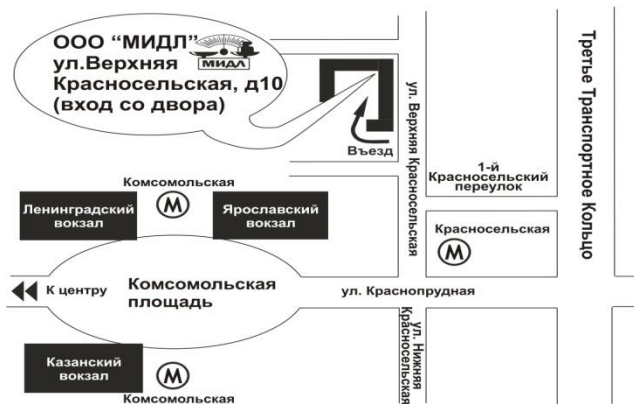 ООО “МИДЛ”
ул.Верхняя
МИДЛ
Красносельская, д10
(вход со двора)
Въезд
ул. Верхняя Красносельская
Третье Транспортное Кольцо
1-й
Красносельский
переулок
Комсомольская
М
Ленинградский
вокзал
Ярославский
вокзал
Красносельская
М
К центру
Комсомольская
площадь
ул. Краснопрудная
ул. Нижняя
Красносельская
Казанский
вокзал
М
Комсомольская